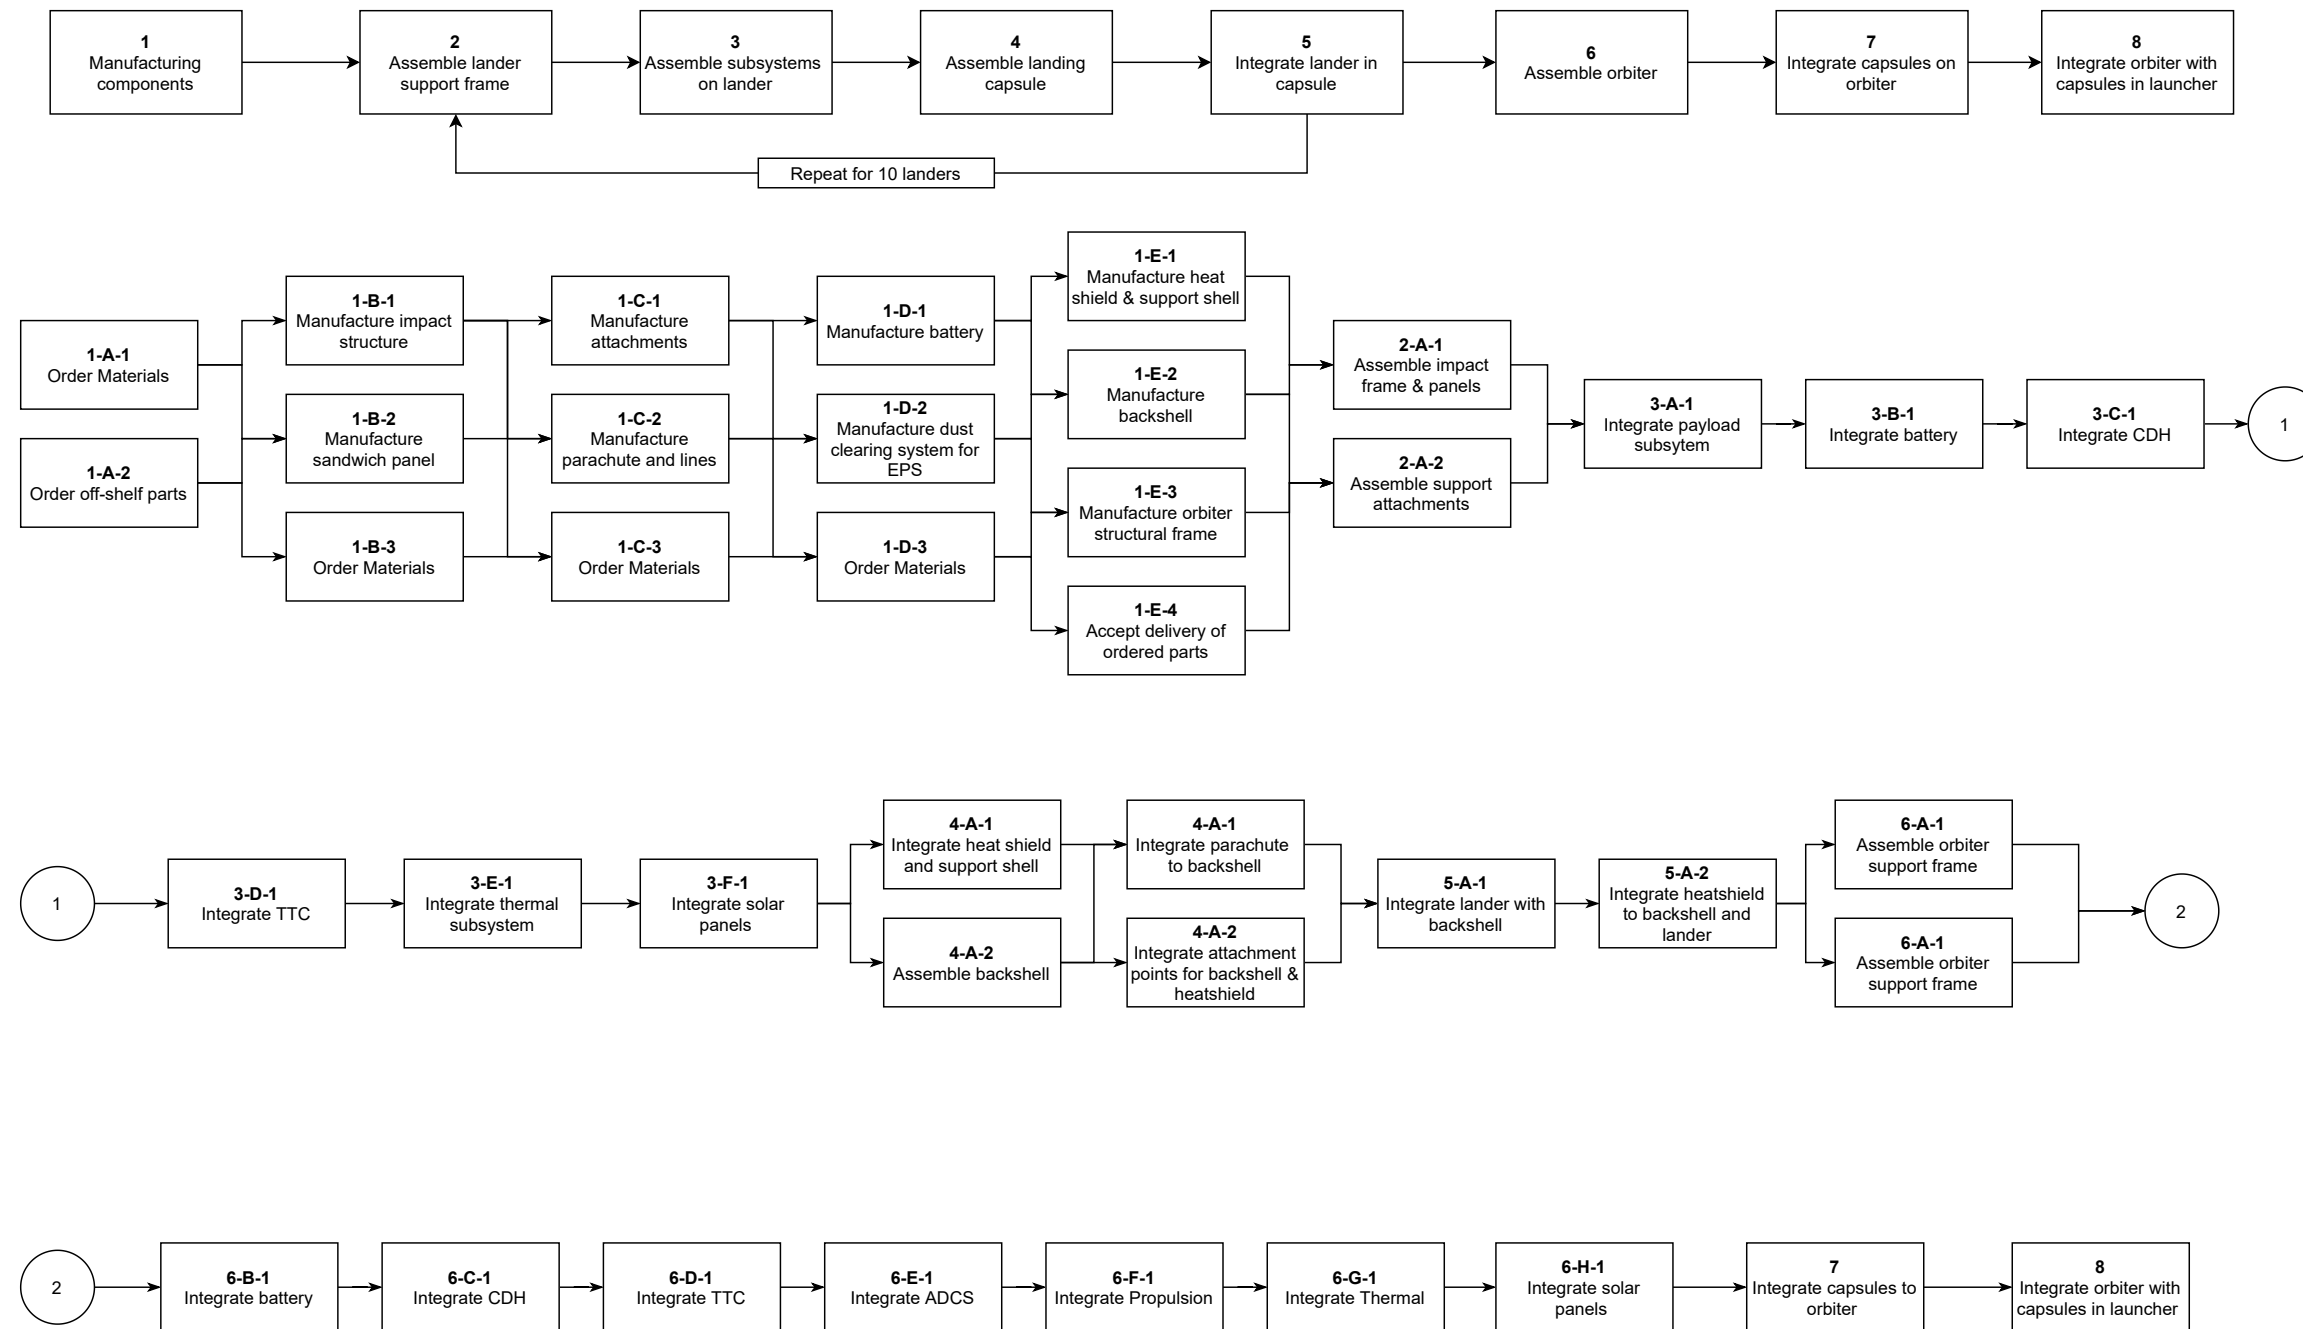 1
Manufacturing
components
2
Assemble lander
support frame
3
Assemble subsystems
on lander
4
Assemble landing
capsule
5
Integrate lander in
capsule
6
Assemble orbiter
7
Integrate capsules on
orbiter
8
Integrate orbiter with
capsules in launcher
Repeat for 10 landers
1-A-1
Order Materials
1-A-2
Order off-shelf parts
1-B-1
Manufacture impact
structure
1-B-2
Manufacture
sandwich panel
1-B-3
Order Materials
1-C-1
Manufacture
attachments
1-C-2
Manufacture
parachute and lines
1-C-3
Order Materials
1-D-1
Manufacture battery
1-D-2
Manufacture dust
clearing system for
EPS
1-D-3
Order Materials
1-E-1
Manufacture heat
shield & support shell
1-E-2
Manufacture
backshell
1-E-3
Manufacture orbiter
structural frame
1-E-4
Accept delivery of
ordered parts
2-A-1
Assemble impact
frame & panels
2-A-2
Assemble support
attachments
3-A-1
Integrate payload
subsytem
3-B-1
Integrate battery
3-C-1
Integrate CDH
1
1
3-D-1
Integrate TTC
3-E-1
Integrate thermal
subsystem
3-F-1
Integrate solar
panels
4-A-1
Integrate heat shield
and support shell
4-A-2
Assemble backshell
4-A-1
Integrate parachute
to backshell
4-A-2
Integrate attachment
points for backshell &
heatshield
5-A-1
Integrate lander with
backshell
5-A-2
Integrate heatshield
to backshell and
lander
6-A-1
Assemble orbiter
support frame
6-A-1
Assemble orbiter
support frame
2
2
6-B-1
Integrate battery
6-C-1
Integrate CDH
6-D-1
Integrate TTC
6-E-1
Integrate ADCS
6-F-1
Integrate Propulsion
6-G-1
Integrate Thermal
6-H-1
Integrate solar
panels
7
Integrate capsules to
orbiter
8
Integrate orbiter with
capsules in launcher